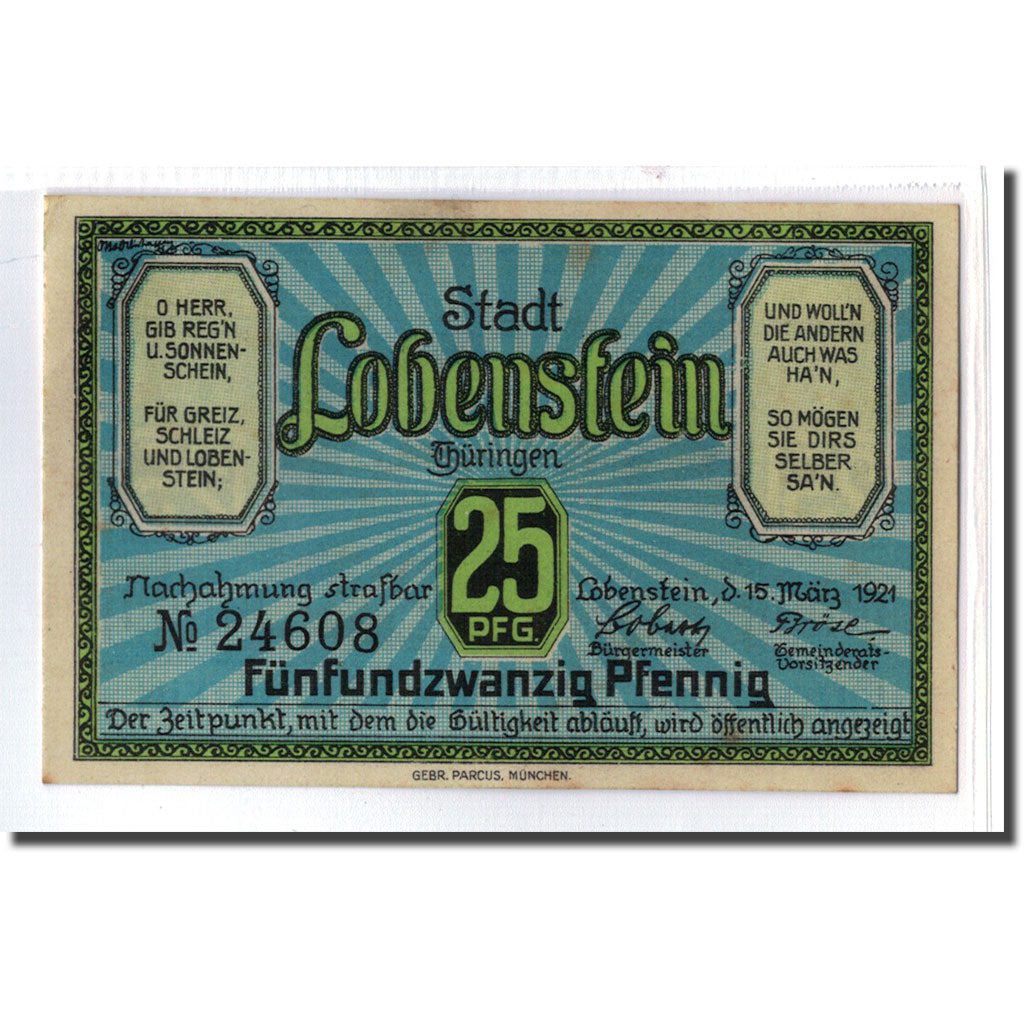 O HERR,
GIB REG'N
U. SONNEN-
SCHEIN,
FÜR GREIZ,
SCHLEIZ
UND LOBEN-
STEIN;
Stadt
Lobenstein
Thüringen
UND WOLL'N
DIE ANDERN
AUCH WAS
HA'N,
SO MÖGEN
SIE DIRS
SELBER
SA'N.
25
PFG.
Nachahmung strafbar
No 24608
Lobenstein, d. 15. März 1921
Bürgermeister
Gemeinderats-
Vorsitzender
Fünfundzwanzig Pfennig
Der Zeitpunkt, mit dem die Gültigkeit abläuft, wird öffentlich angezeigt
GEBR. PARCUS, MÜNCHEN.